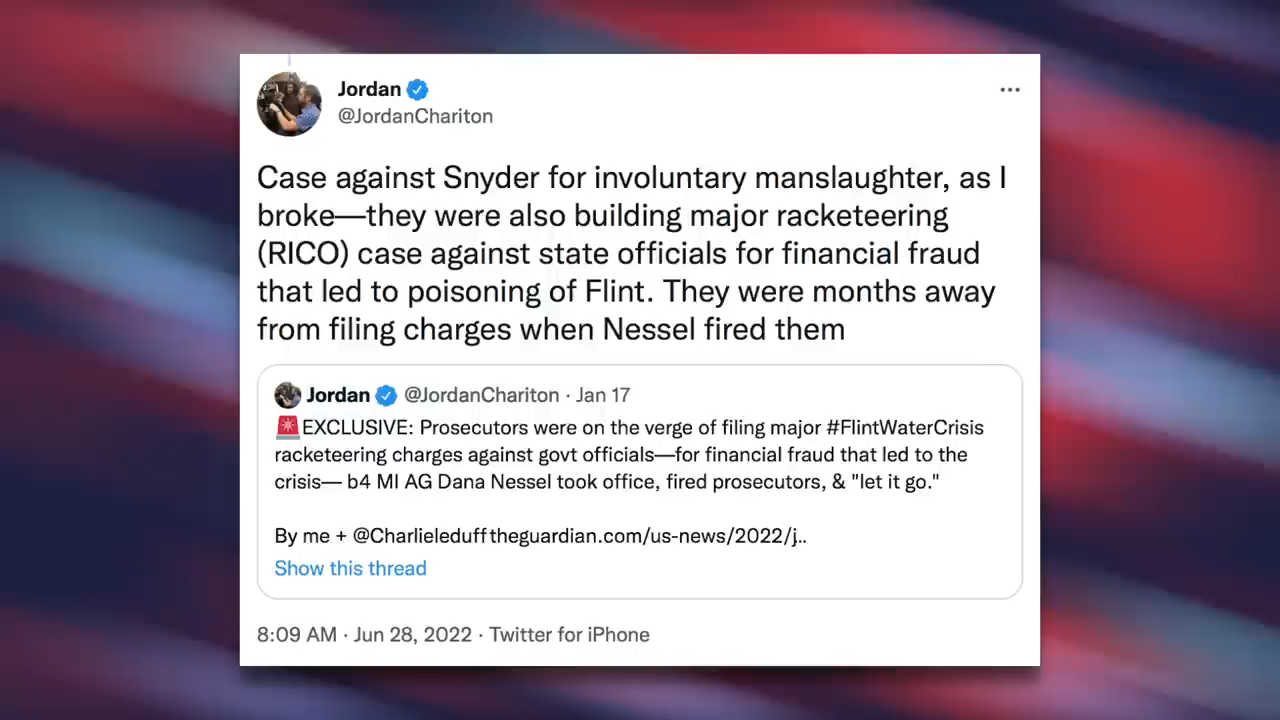 Jordan
@JordanChariton
Case against Snyder for involuntary manslaughter, as I
broke—they were also building major racketeering
(RICO) case against state officials for financial fraud
that led to poisoning of Flint. They were months away
from filing charges when Nessel fired them
Jordan @JordanChariton · Jan 17
🚨EXCLUSIVE: Prosecutors were on the verge of filing major #FlintWaterCrisis
racketeering charges against govt officials—for financial fraud that led to the
crisis— b4 MI AG Dana Nessel took office, fired prosecutors, & "let it go."
By me + @Charlieleduff theguardian.com/us-news/2022/j..
Show this thread
8:09 AM · Jun 28, 2022 · Twitter for iPhone